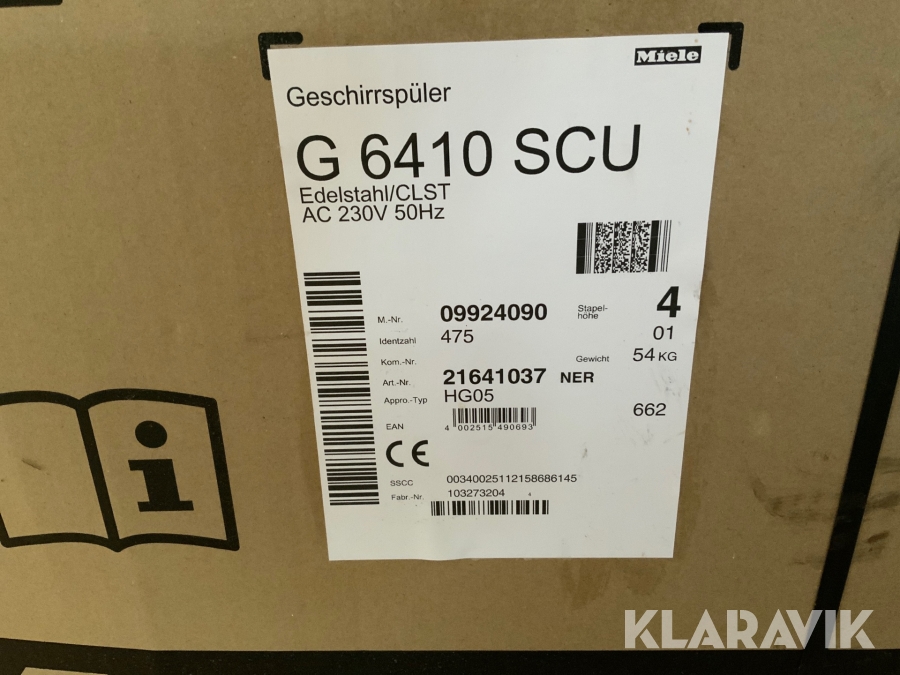 Miele
Geschirrspüler
G 6410 SCU
Edelstahl/CLST
AC 230V 50Hz
M.-Nr. 09924090 Stapel-höhe 4
Identzahl 475 01
Kom.-Nr. Gewicht 54 KG
Art.-Nr. 21641037 NER
Appro.-Typ HG05 662
EAN 4 002515 490693
CE
SSCC 00340025112158686145
Fabr.-Nr. 103273204 4
i
KLARAVIK